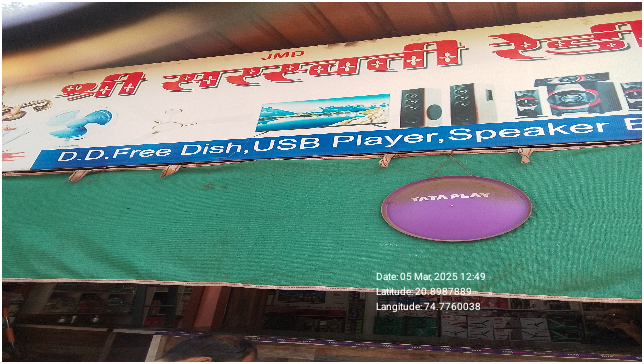 JMD
श्री सरस्वती रेडी
D.D.Free Dish,USB Player,Speaker
TATA PLAY
Date: 05 Mar, 2025 12:49
Latitude: 20.8987889
Langitude: 74.7760038